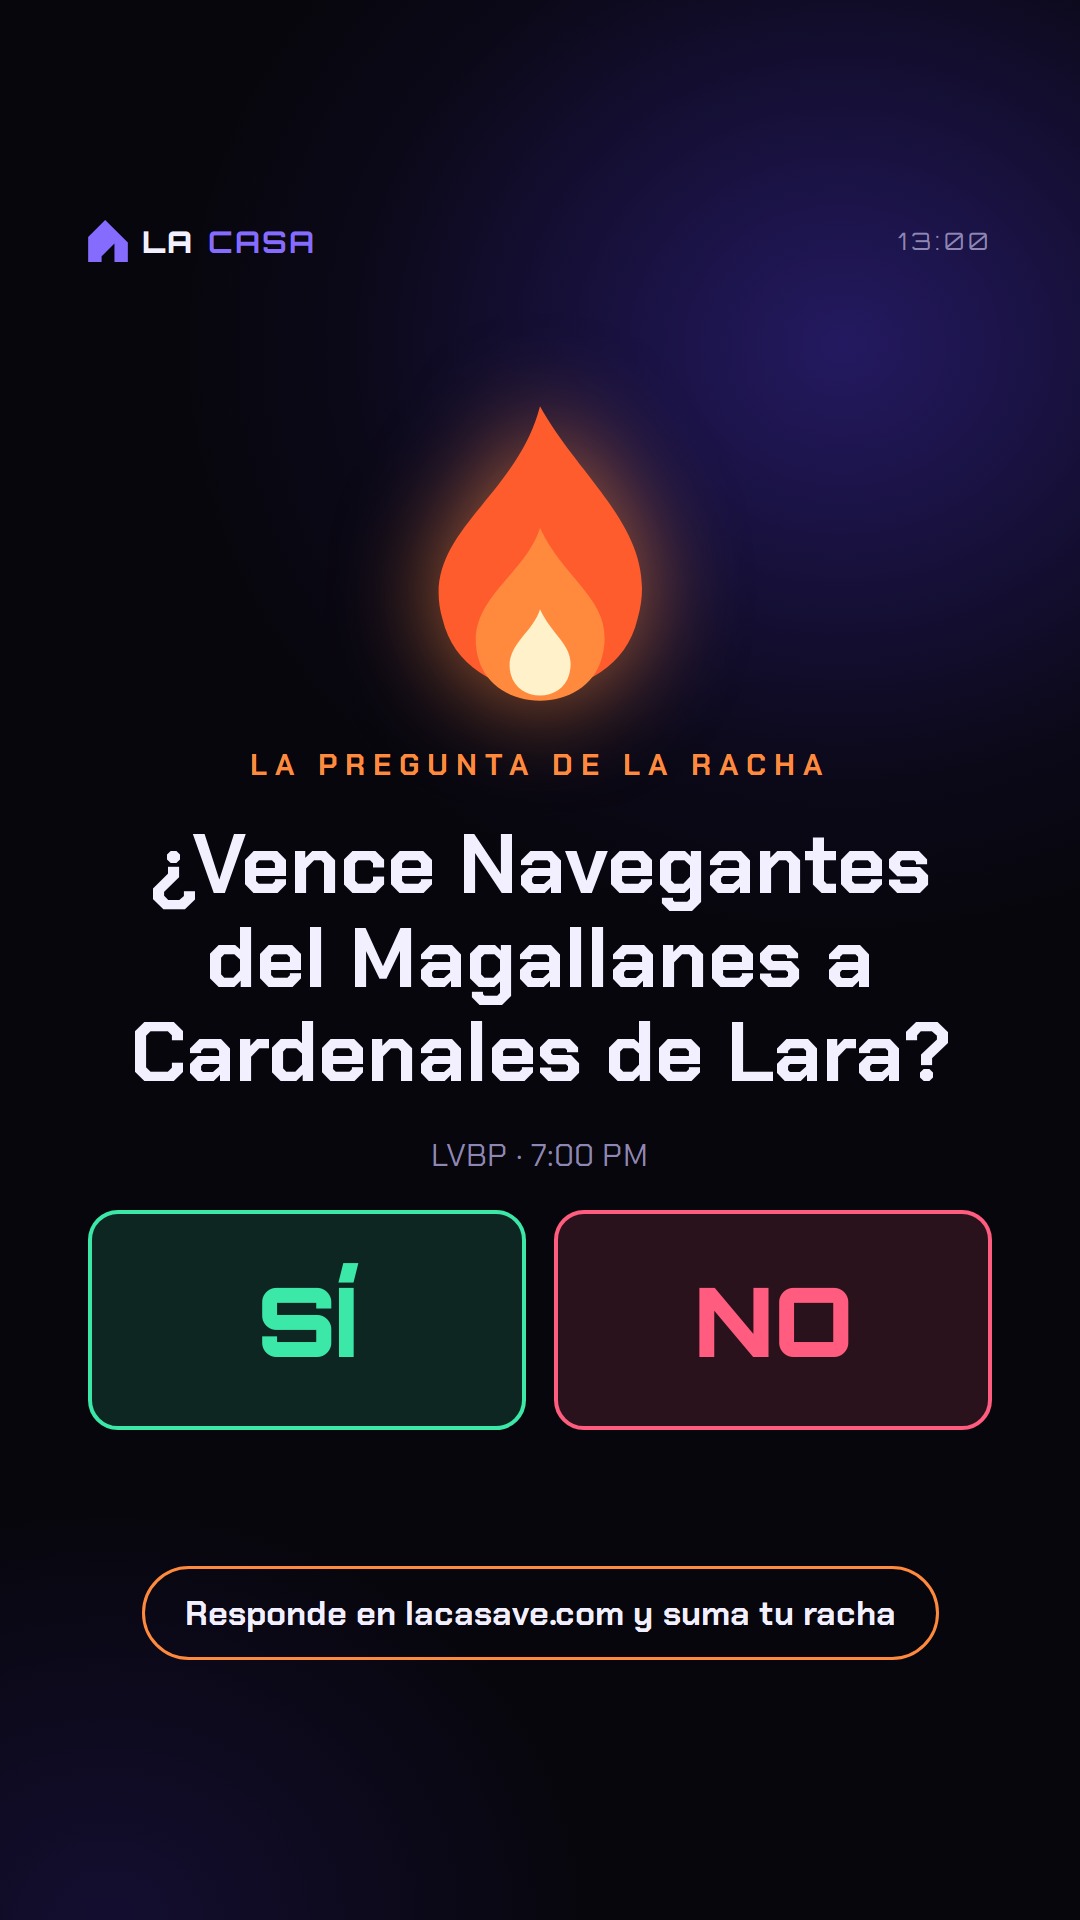 LA CASA
13:00
LA PREGUNTA DE LA RACHA
¿Vence Navegantes
del Magallanes a
Cardenales de Lara?
LVBP · 7:00 PM
SÍ
NO
Responde en lacasave.com y suma tu racha